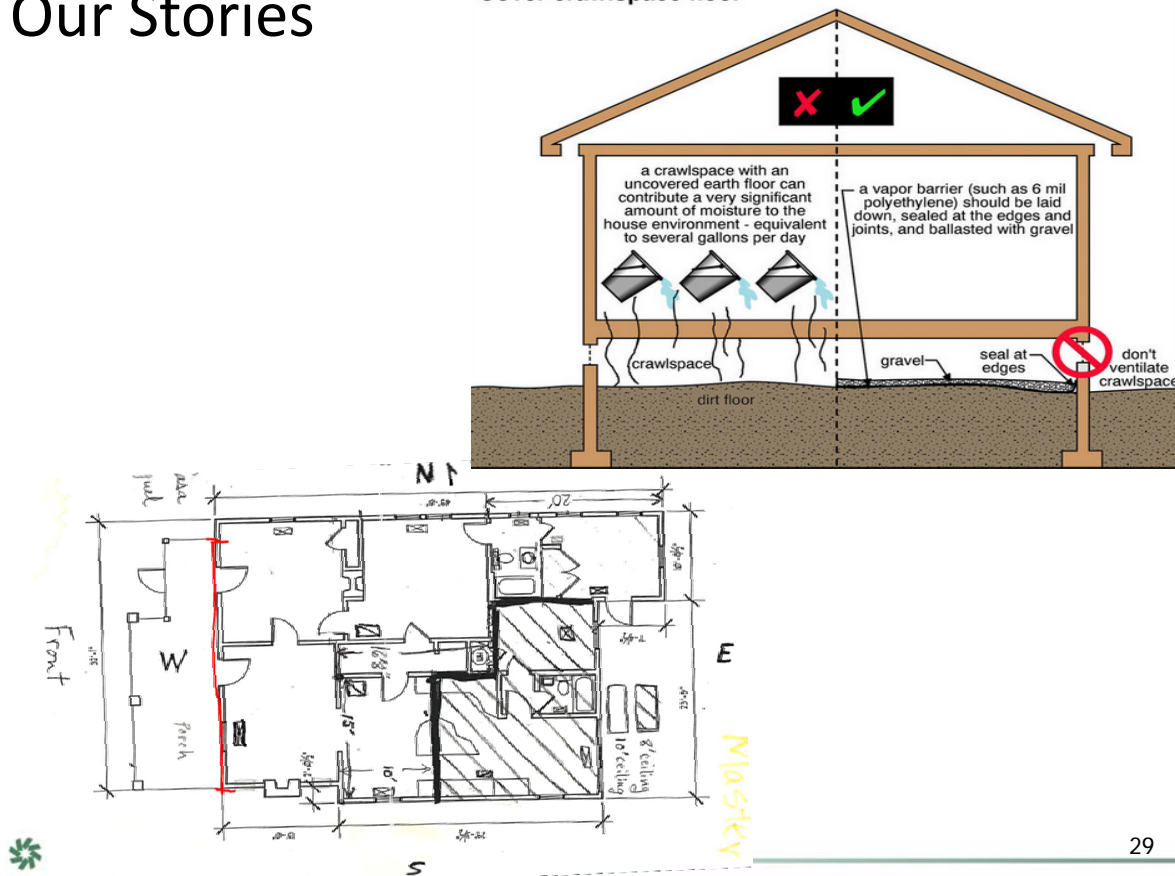 Our Stories
a crawlspace with an
uncovered earth floor can
contribute a very significant
amount of moisture to the
house environment - equivalent
to several gallons per day
a vapor barrier (such as 6 mil
polyethylene) should be laid
down, sealed at the edges and
joints, and ballasted with gravel
crawlspace
gravel
seal at
edges
don't
ventilate
crawlspace
dirt floor
N
20'
Front
W
Porch
E
15'
10'
10' ceiling
8' ceiling
S
29